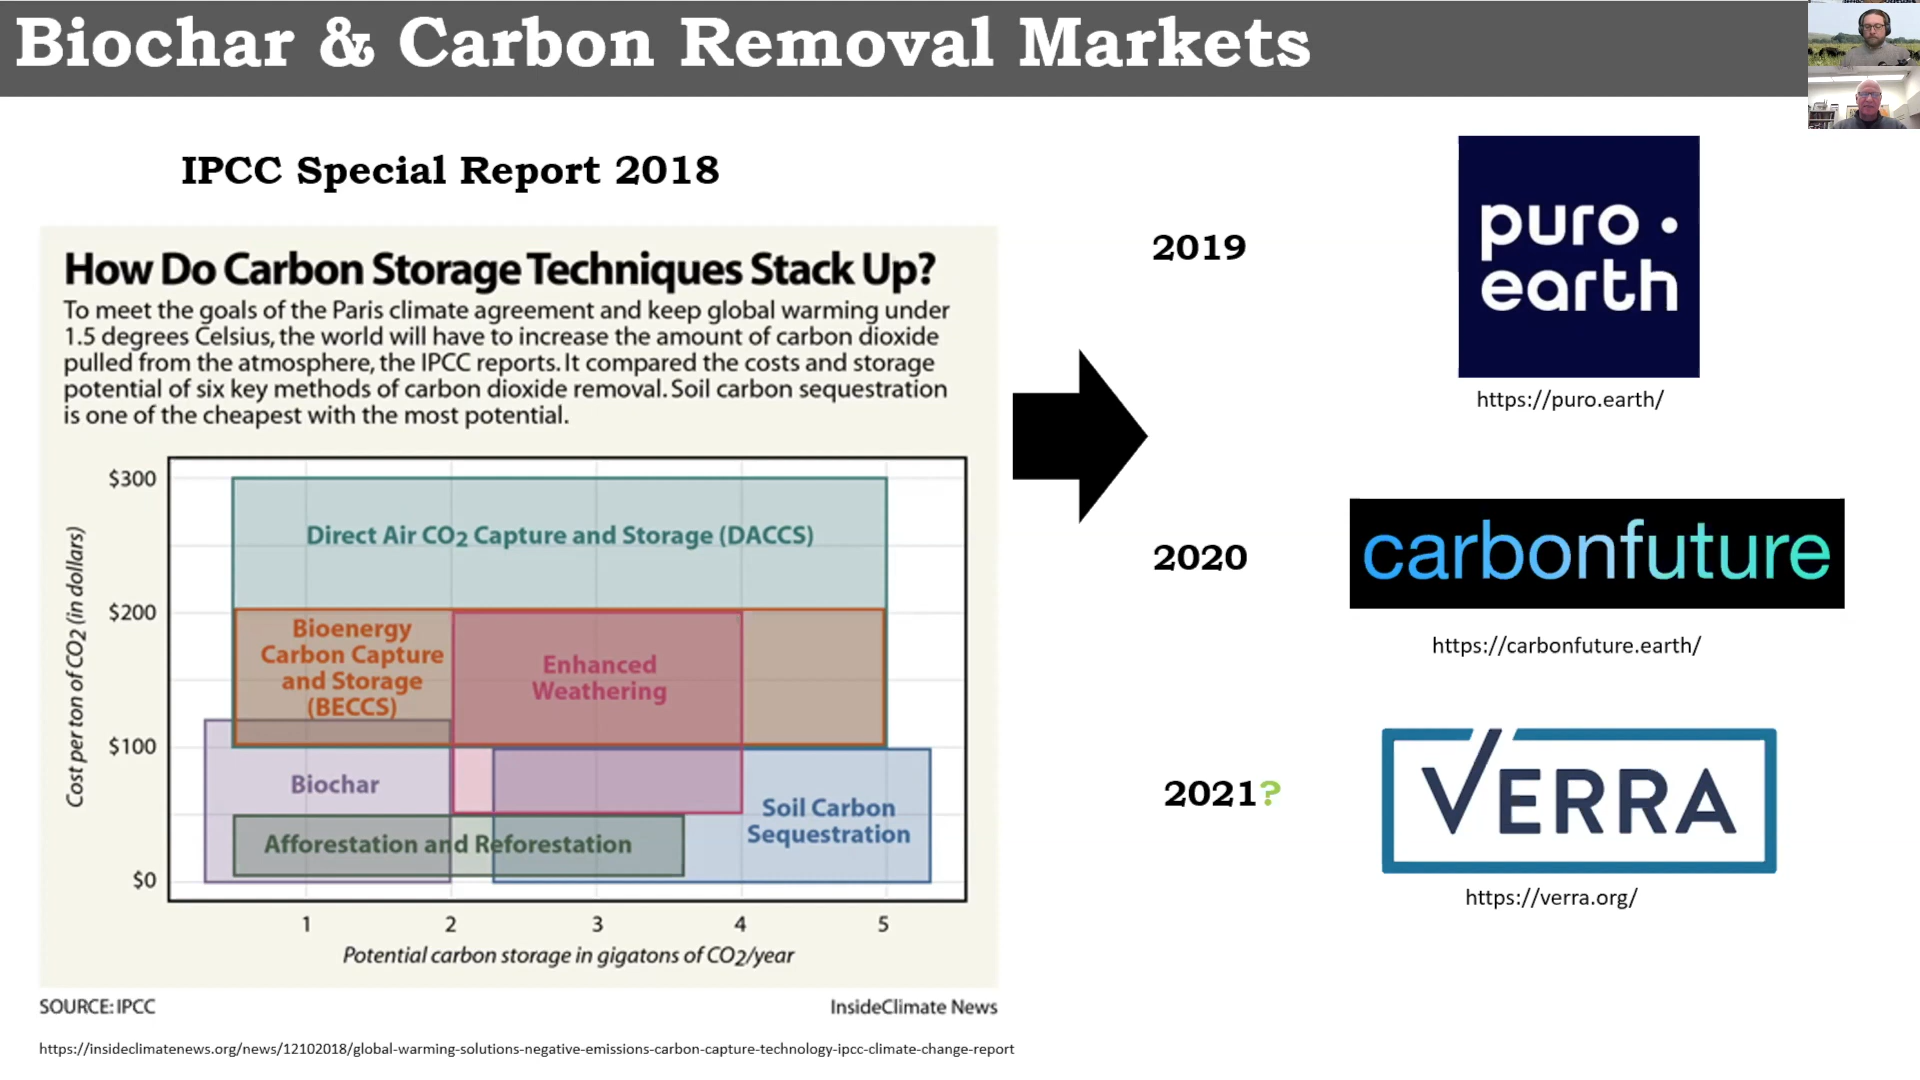 Biochar & Carbon Removal Markets
IPCC Special Report 2018
How Do Carbon Storage Techniques Stack Up?
To meet the goals of the Paris climate agreement and keep global warming under
1.5 degrees Celsius, the world will have to increase the amount of carbon dioxide
pulled from the atmosphere, the IPCC reports. It compared the costs and storage
potential of six key methods of carbon dioxide removal. Soil carbon sequestration
is one of the cheapest with the most potential.
Cost per ton of CO2 (in dollars)
$300
$200
$100
$0
Direct Air CO2 Capture and Storage (DACCS)
Bioenergy
Carbon Capture
and Storage
(BECCS)
Enhanced
Weathering
Biochar
Soil Carbon
Sequestration
Afforestation and Reforestation
1 2 3 4 5
Potential carbon storage in gigatons of CO2/year
SOURCE: IPCC
InsideClimate News
https://insideclimatenews.org/news/12102018/global-warming-solutions-negative-emissions-carbon-capture-technology-ipcc-climate-change-report
2019
puro·
earth
https://puro.earth/
2020
carbonfuture
https://carbonfuture.earth/
2021?
VERRA
https://verra.org/